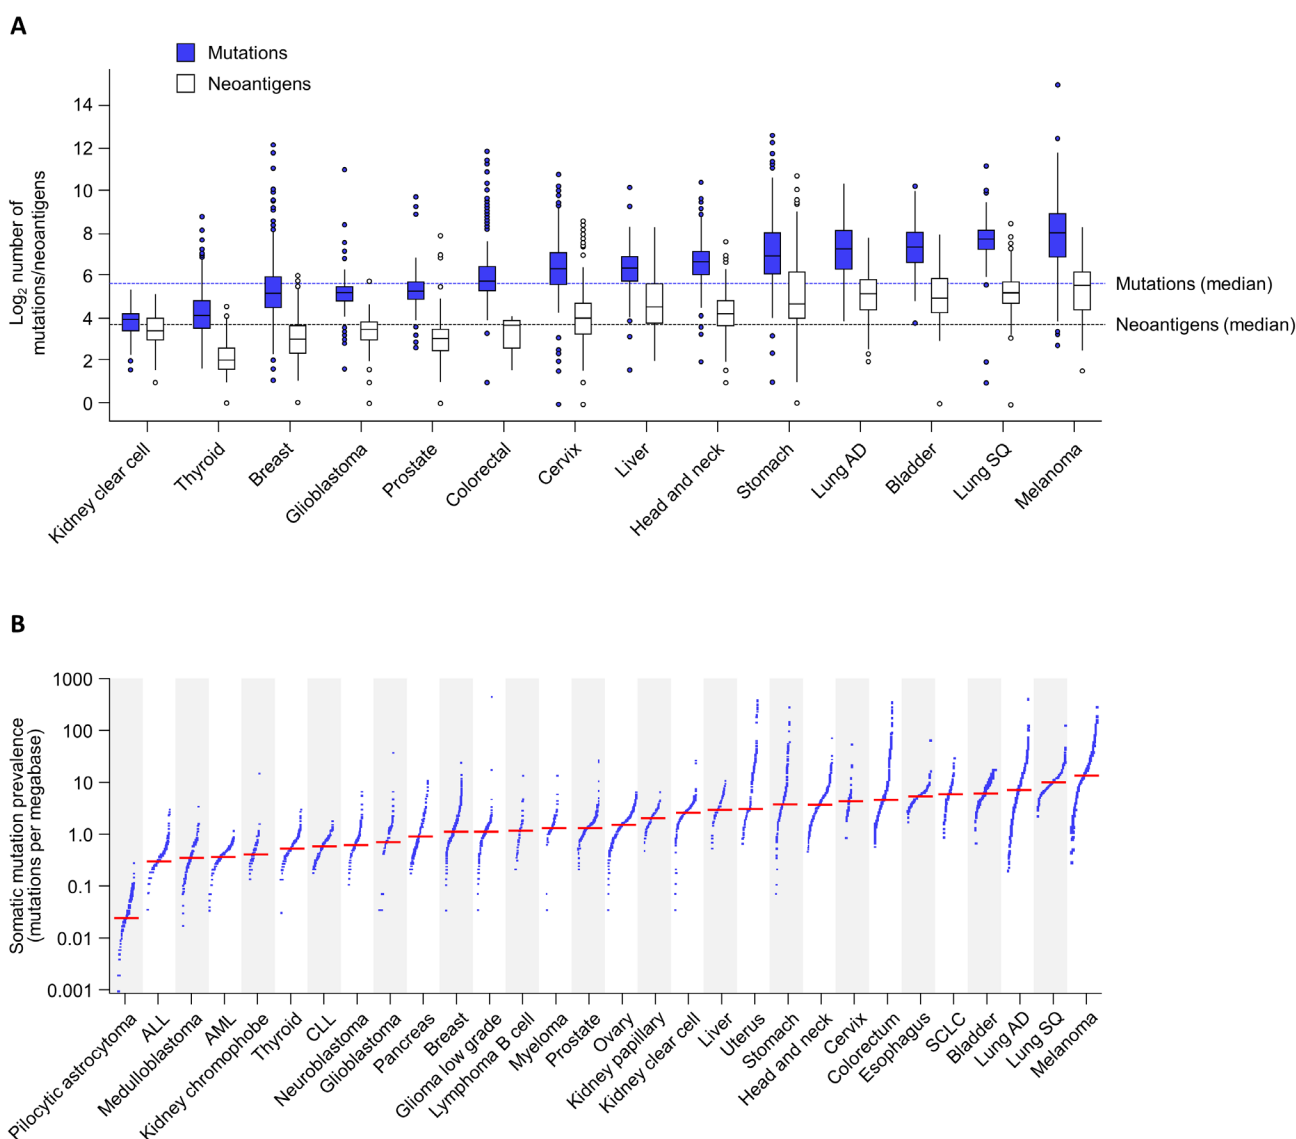 A
Mutations
Neoantigens
Log2 number of
mutations/neoantigens
14
12
10
8
6
4
2
0
Mutations (median)
Neoantigens (median)
Kidney clear cell
Thyroid
Breast
Glioblastoma
Prostate
Colorectal
Cervix
Liver
Head and neck
Stomach
Lung AD
Bladder
Lung SQ
Melanoma
B
Somatic mutation prevalence
(mutations per megabase)
1000
100
10
1.0
0.1
0.01
0.001
Pilocytic astrocytoma
ALL
Medulloblastoma
AML
Kidney chromophobe
Thyroid
CLL
Neuroblastoma
Glioblastoma
Pancreas
Breast
Glioma low grade
Lymphoma B cell
Myeloma
Prostate
Ovary
Kidney papillary
Kidney clear cell
Liver
Uterus
Stomach
Head and neck
Cervix
Colorectum
Esophagus
SCLC
Bladder
Lung AD
Lung SQ
Melanoma